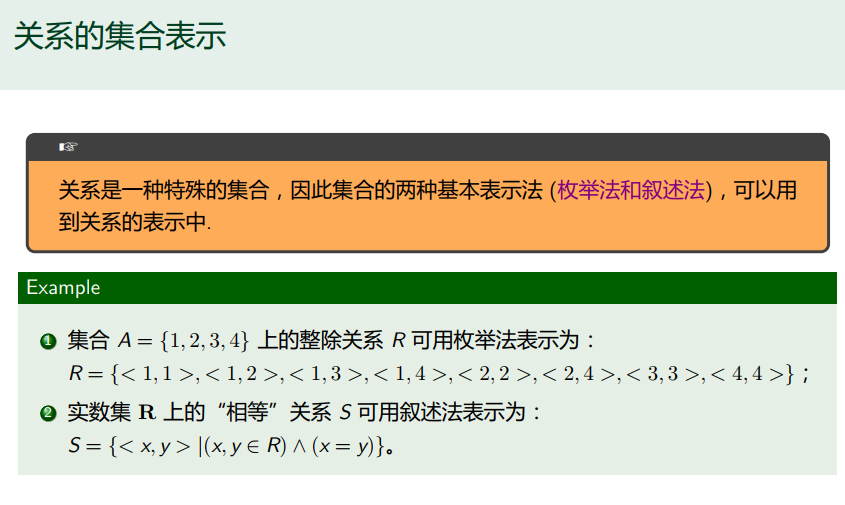 关系的集合表示
☞
关系是一种特殊的集合，因此集合的两种基本表示法 (枚举法和叙述法)，可以用
到关系的表示中.
Example
1 集合 A = {1, 2, 3, 4} 上的整除关系 R 可用枚举法表示为：
R = {< 1, 1 >, < 1, 2 >, < 1, 3 >, < 1, 4 >, < 2, 2 >, < 2, 4 >, < 3, 3 >, < 4, 4 >}；
2 实数集 R 上的“相等”关系 S 可用叙述法表示为：
S = {< x, y > |(x, y ∈ R) ∧ (x = y)}。